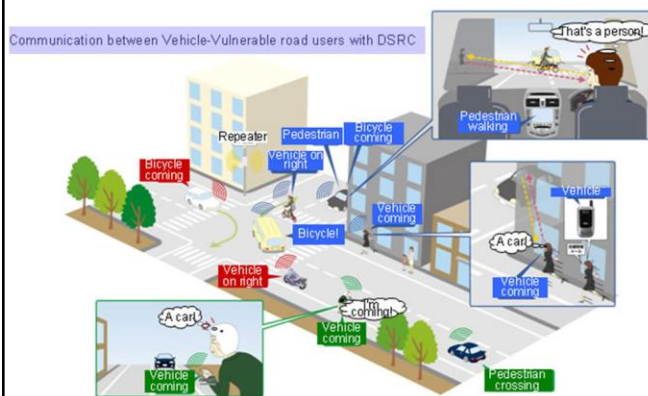 Communication between Vehicle-Vulnerable road users with DSRC
That's a person!
Pedestrian
walking
Repeater
Pedestrian
Bicycle
coming
Vehicle on
right
Bicycle
coming
Vehicle
coming
Vehicle
A car!
Vehicle
coming
Bicycle!
Vehicle
on right
I'm
coming!
Vehicle
coming
A car!
Vehicle
coming
Pedestrian
crossing